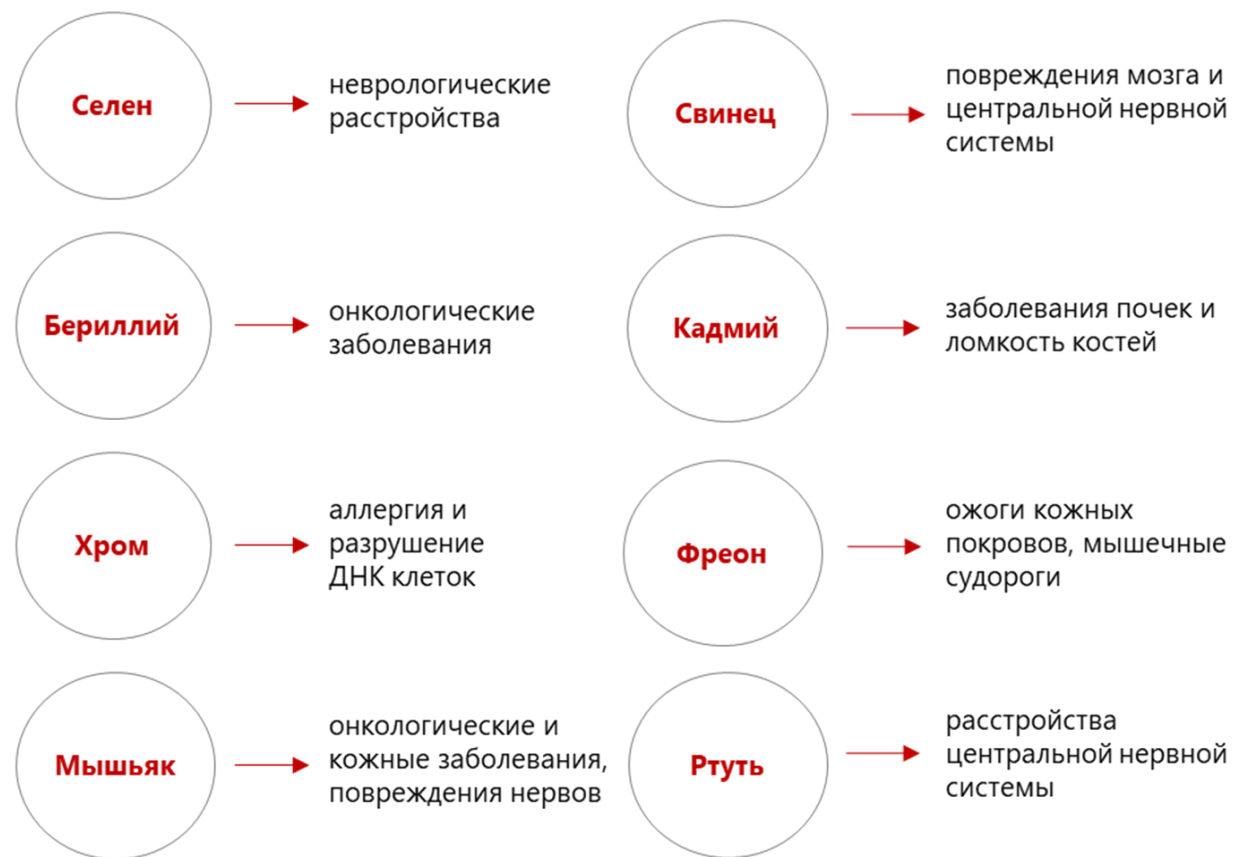 Селен
неврологические
расстройства
Свинец
повреждения мозга и
центральной нервной
системы
Бериллий
онкологические
заболевания
Кадмий
заболевания почек и
ломкость костей
Хром
аллергия и
разрушение
ДНК клеток
Фреон
ожоги кожных
покровов, мышечные
судороги
Мышьяк
онкологические и
кожные заболевания,
повреждения нервов
Ртуть
расстройства
центральной нервной
системы